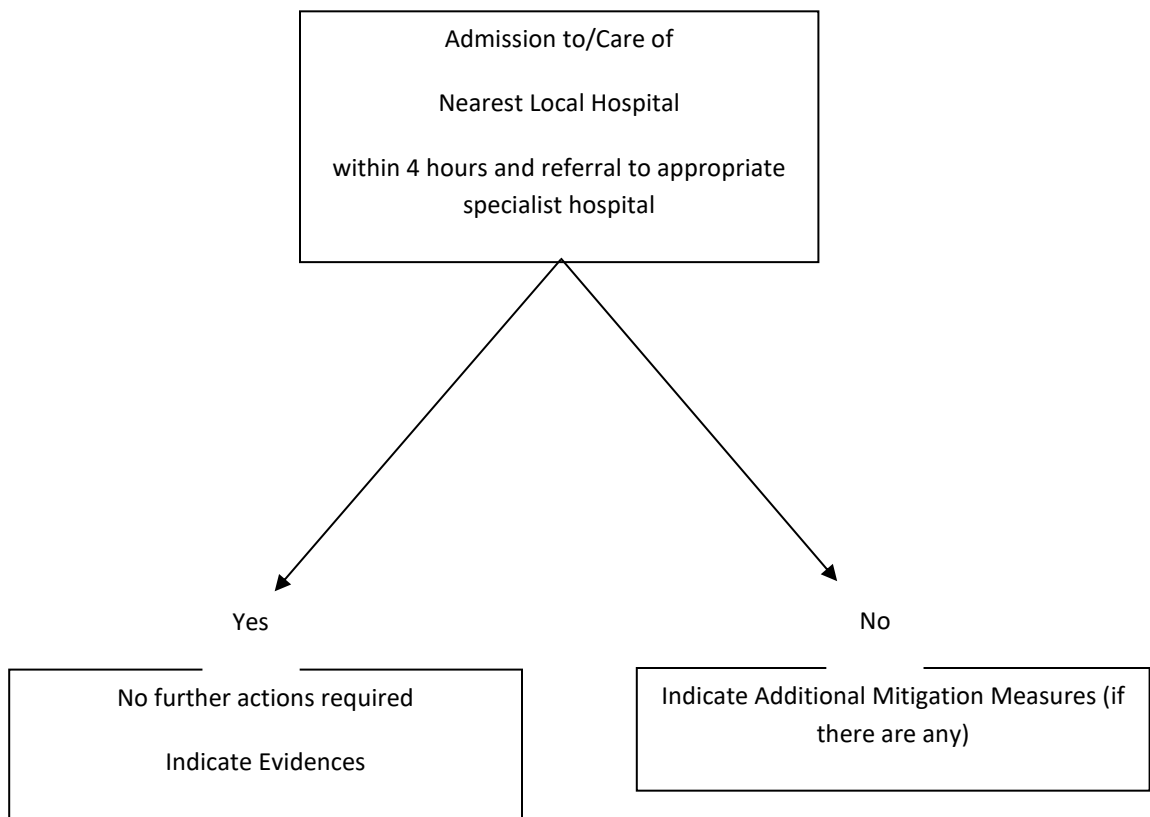 Admission to/Care of
Nearest Local Hospital
within 4 hours and referral to appropriate
specialist hospital
Yes
No
No further actions required
Indicate Evidences
Indicate Additional Mitigation Measures (if
there are any)